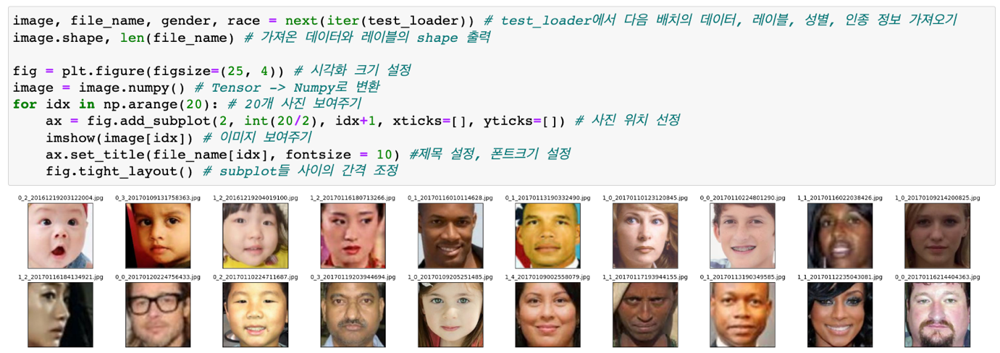 image, file_name, gender, race = next(iter(test_loader)) # test_loader에서 다음 배치의 데이터, 레이블, 성별, 인종 정보 가져오기
image.shape, len(file_name) # 가져온 데이터와 레이블의 shape 출력
fig = plt.figure(figsize=(25, 4)) # 시각화 크기 설정
image = image.numpy() # Tensor -> Numpy로 변환
for idx in np.arange(20): # 20개 사진 보여주기
    ax = fig.add_subplot(2, int(20/2), idx+1, xticks=[], yticks=[]) # 사진 위치 선정
    imshow(image[idx]) # 이미지 보여주기
    ax.set_title(file_name[idx], fontsize = 10) #제목 설정, 폰트크기 설정
    fig.tight_layout() # subplot들 사이의 간격 조정
0_2_20161219203122004.jpg 0_3_20170109131758363.jpg 1_2_20161219204019100.jpg 1_2_20170116180713266.jpg 0_1_20170116010114628.jpg 0_1_20170113190332490.jpg 1_0_20170110123120845.jpg 0_0_20170110224801290.jpg 1_1_20170116022038426.jpg 1_0_20170109214200825.jpg
1_2_20170116184134921.jpg 0_0_20170120224756433.jpg 0_2_20170110224711687.jpg 0_3_20170119203944694.jpg 1_0_20170109205251485.jpg 1_4_20170109002558079.jpg 1_1_20170117193944155.jpg 0_1_20170113190349585.jpg 1_1_20170112235043081.jpg 0_0_20170116214404363.jpg